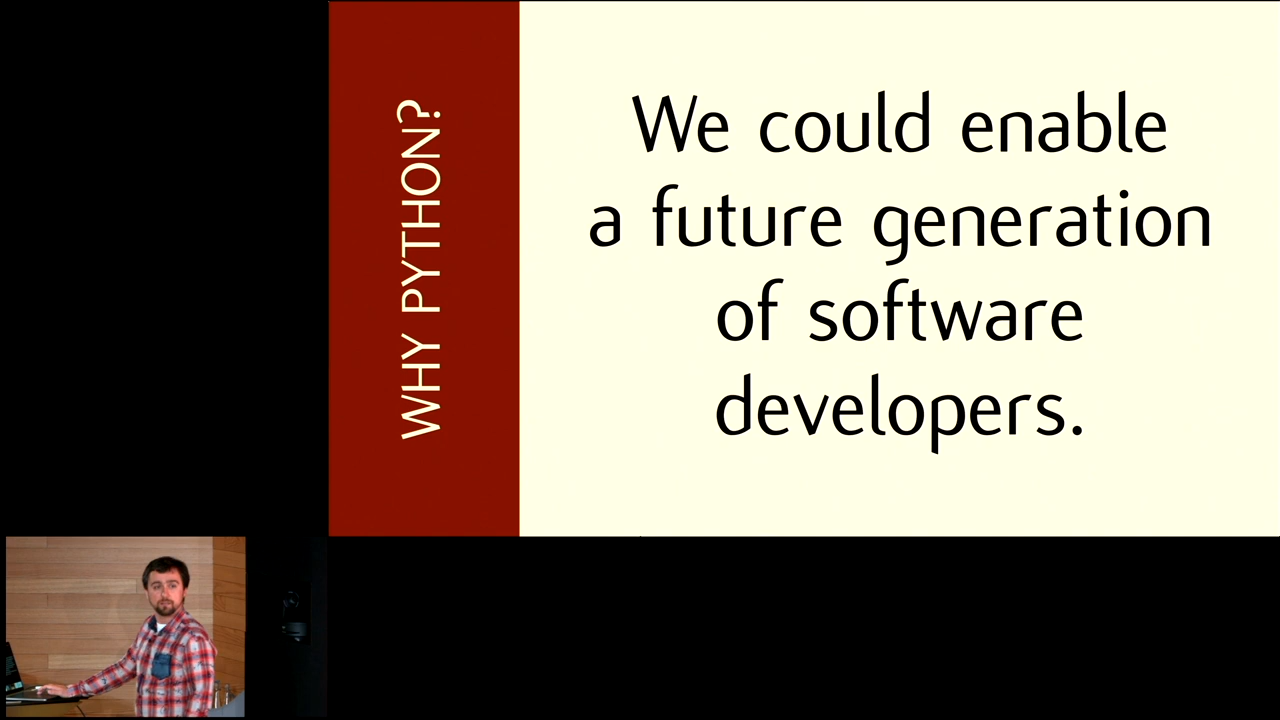 WHY PYTHON?
We could enable
a future generation
of software
developers.